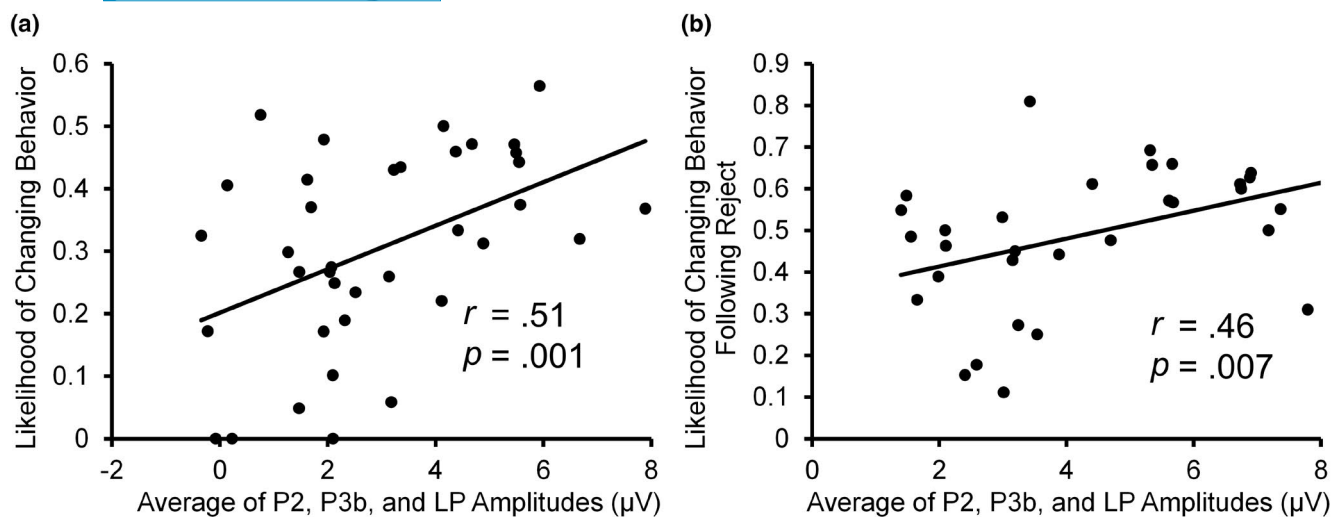 (a)
Likelihood of Changing Behavior
0.6
0.5
0.4
0.3
0.2
0.1
0
-2
0
2
4
6
8
r = .51
p = .001
Average of P2, P3b, and LP Amplitudes (µV)
(b)
Likelihood of Changing Behavior
Following Reject
0.9
0.8
0.7
0.6
0.5
0.4
0.3
0.2
0.1
0
0
2
4
6
8
r = .46
p = .007
Average of P2, P3b, and LP Amplitudes (µV)